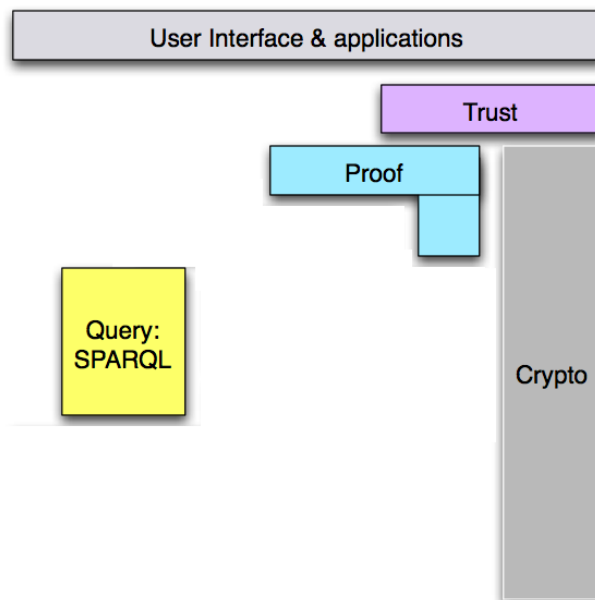 User Interface & applications
Trust
Proof
Query:
SPARQL
Crypto